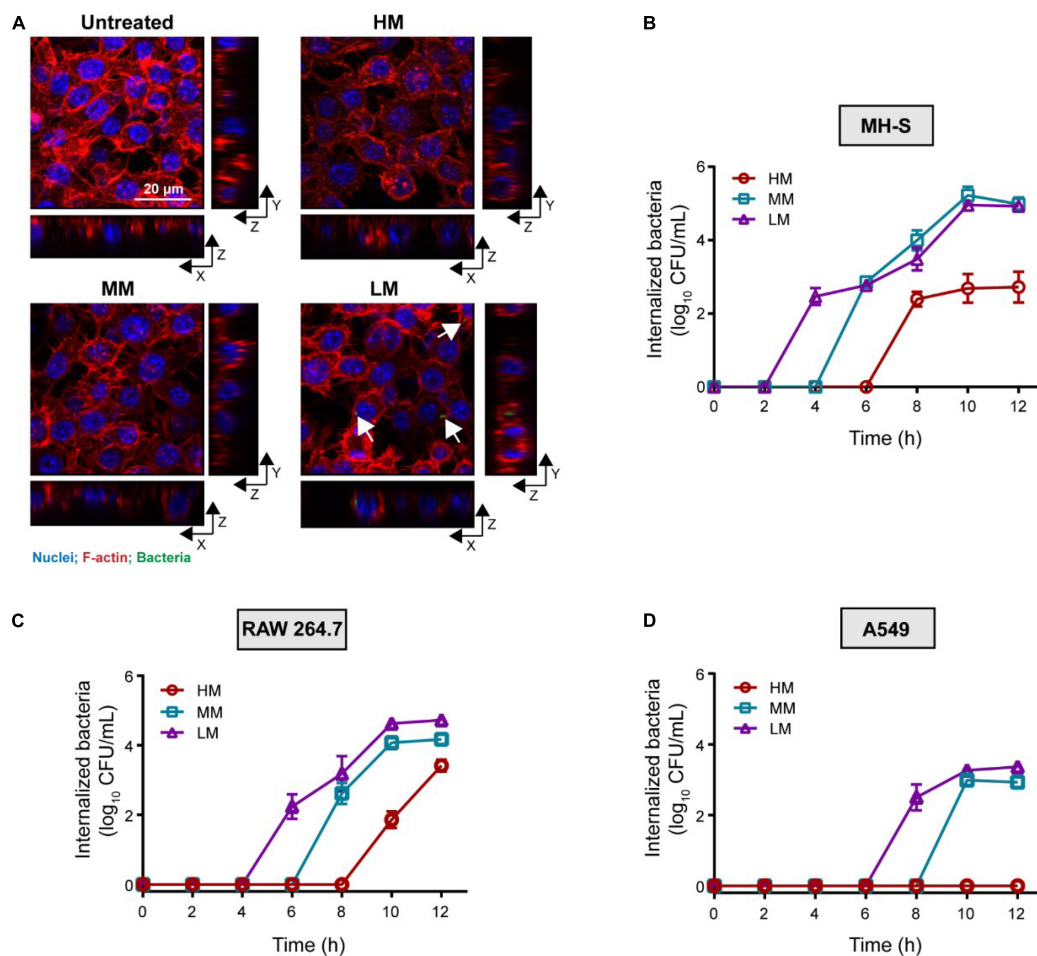 A
Untreated
HM
20 µm
Y
Z
Y
Z
Z
X
Z
X
MM
LM
Y
Z
Y
Z
Z
X
Z
X
Nuclei; F-actin; Bacteria
B
MH-S
HM
MM
LM
Internalized bacteria
(log10 CFU/mL)
6
4
2
0
0 2 4 6 8 10 12
Time (h)
C
RAW 264.7
HM
MM
LM
Internalized bacteria
(log10 CFU/mL)
6
4
2
0
0 2 4 6 8 10 12
Time (h)
D
A549
HM
MM
LM
Internalized bacteria
(log10 CFU/mL)
6
4
2
0
0 2 4 6 8 10 12
Time (h)